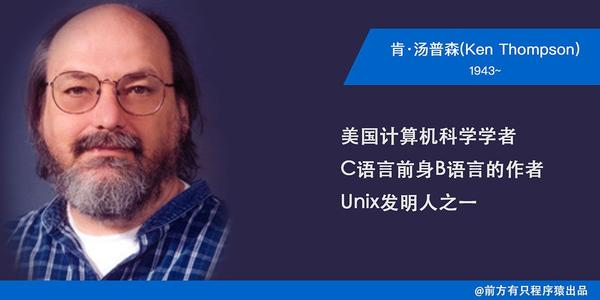 肯·汤普森(Ken Thompson)
1943~
美国计算机科学学者
C语言前身B语言的作者
Unix发明人之一
@前方有只程序猿出品